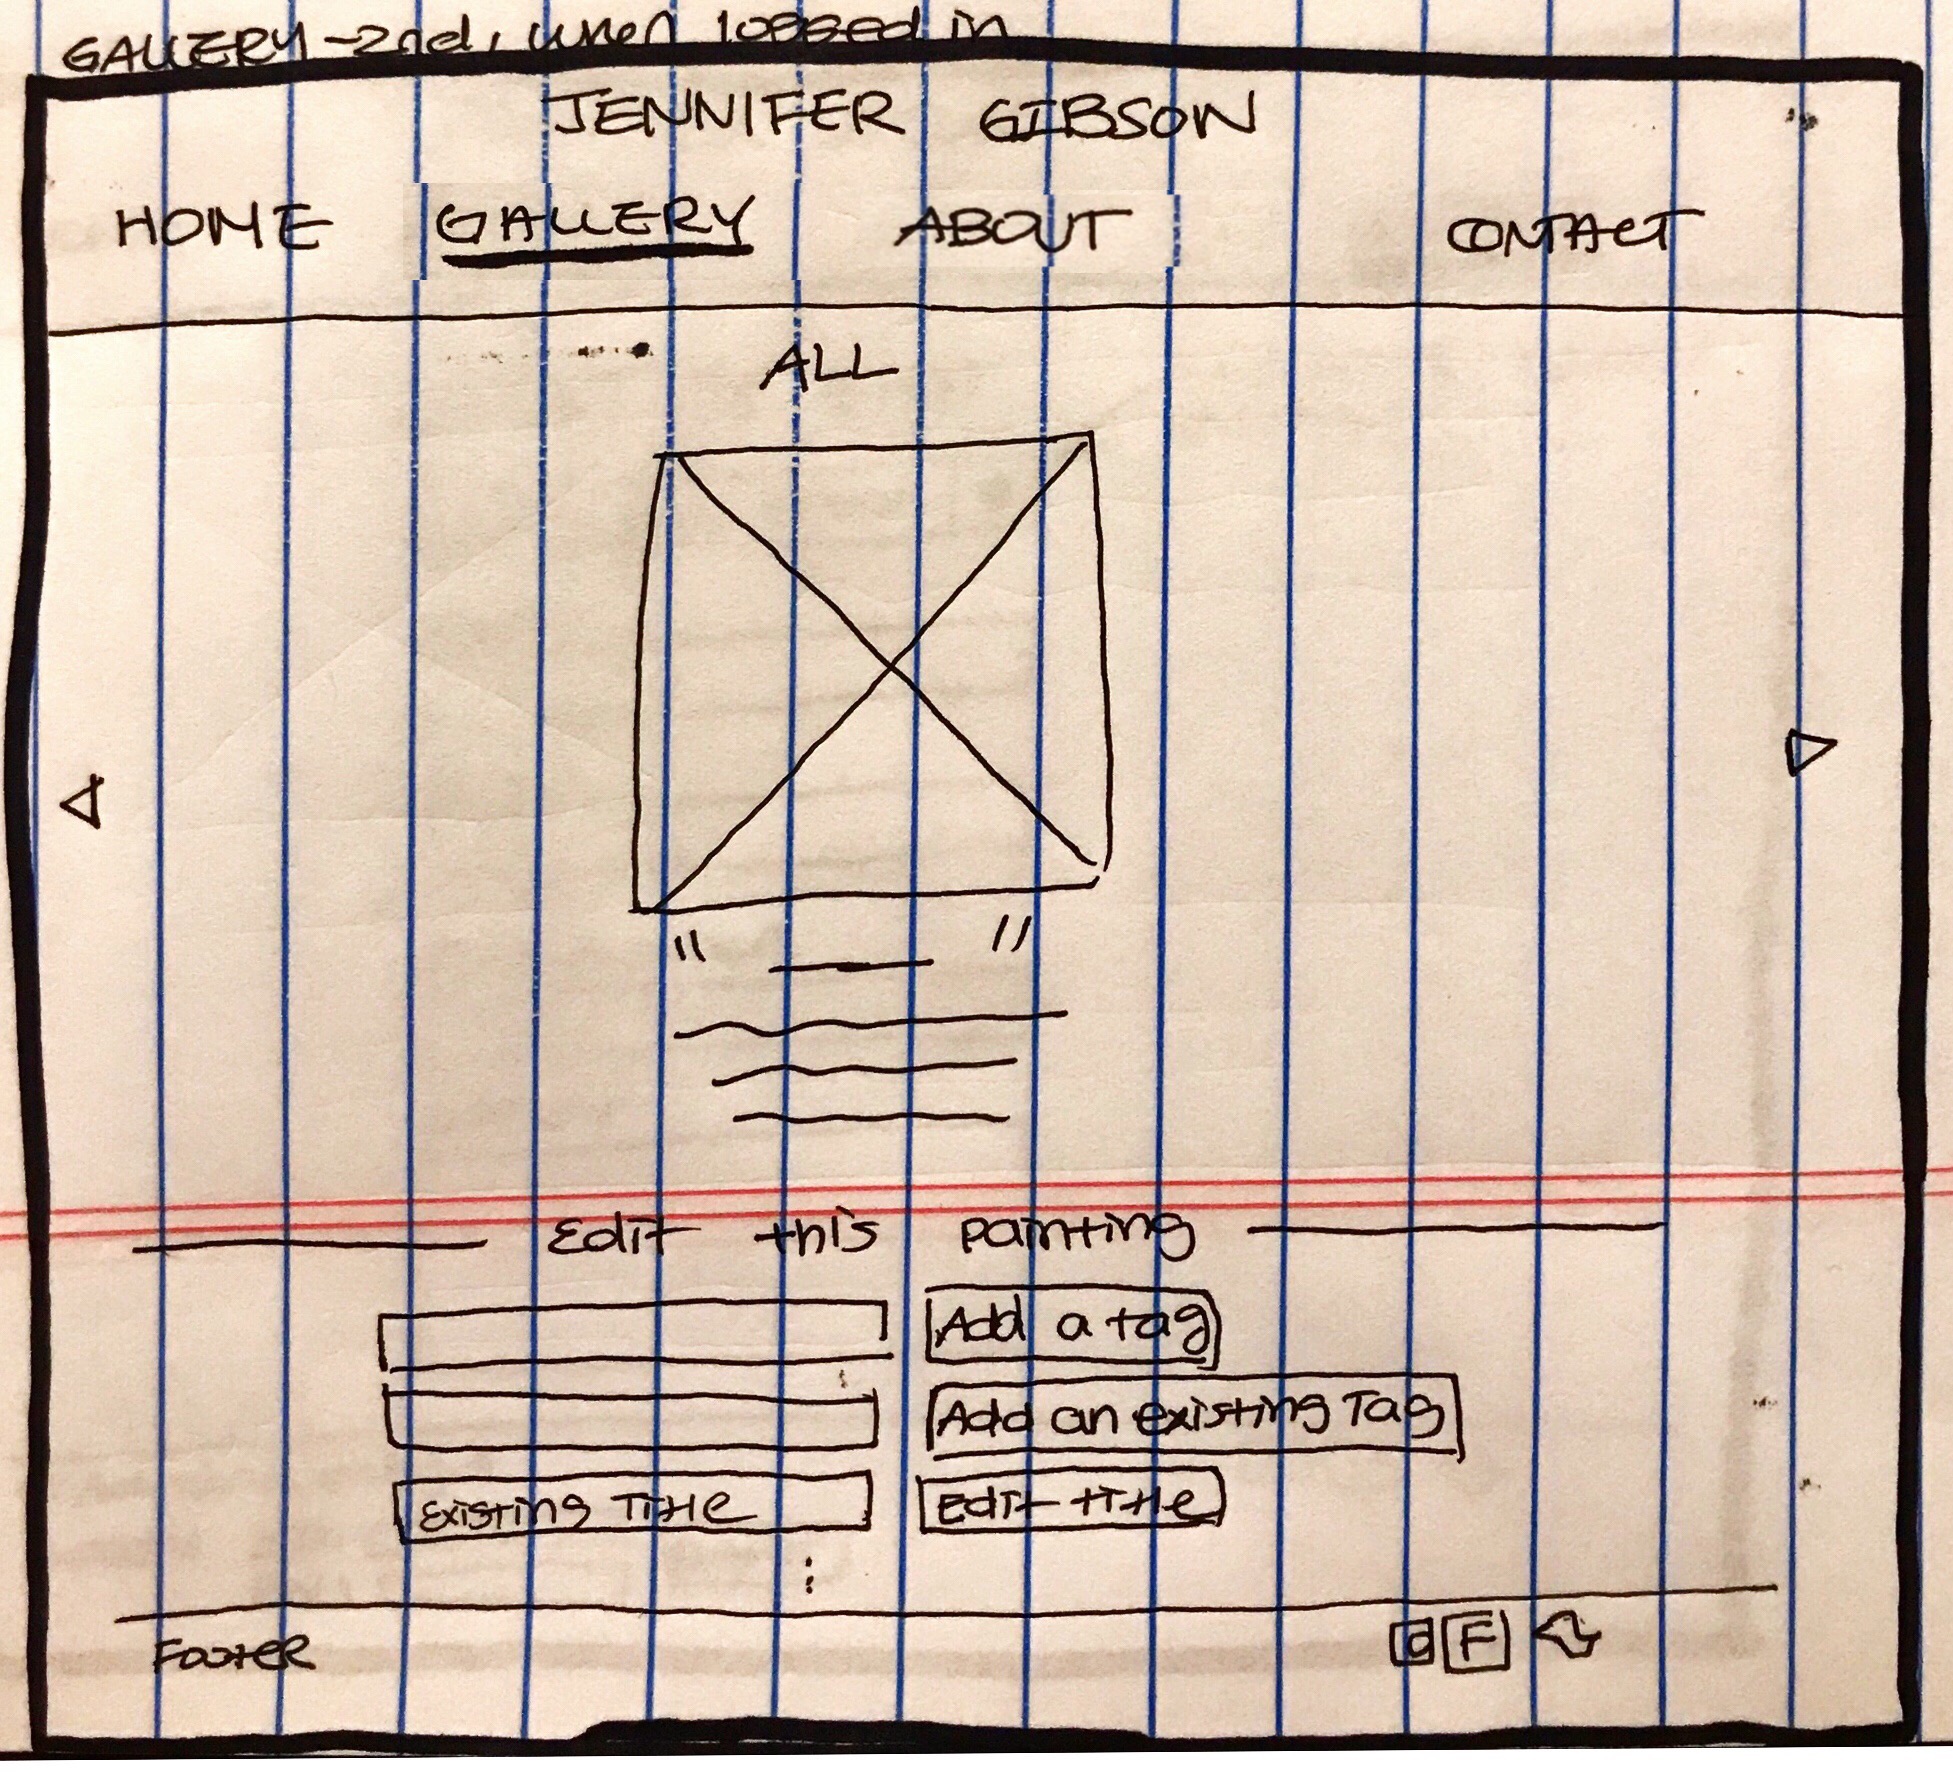 GALLERY - 2nd, when logged in
JENNIFER GIBSON
HOME GALLERY ABOUT CONTACT
ALL
" "
Edit this painting
Add a tag
Add an existing Tag
Existing Title Edit title
:
Footer F